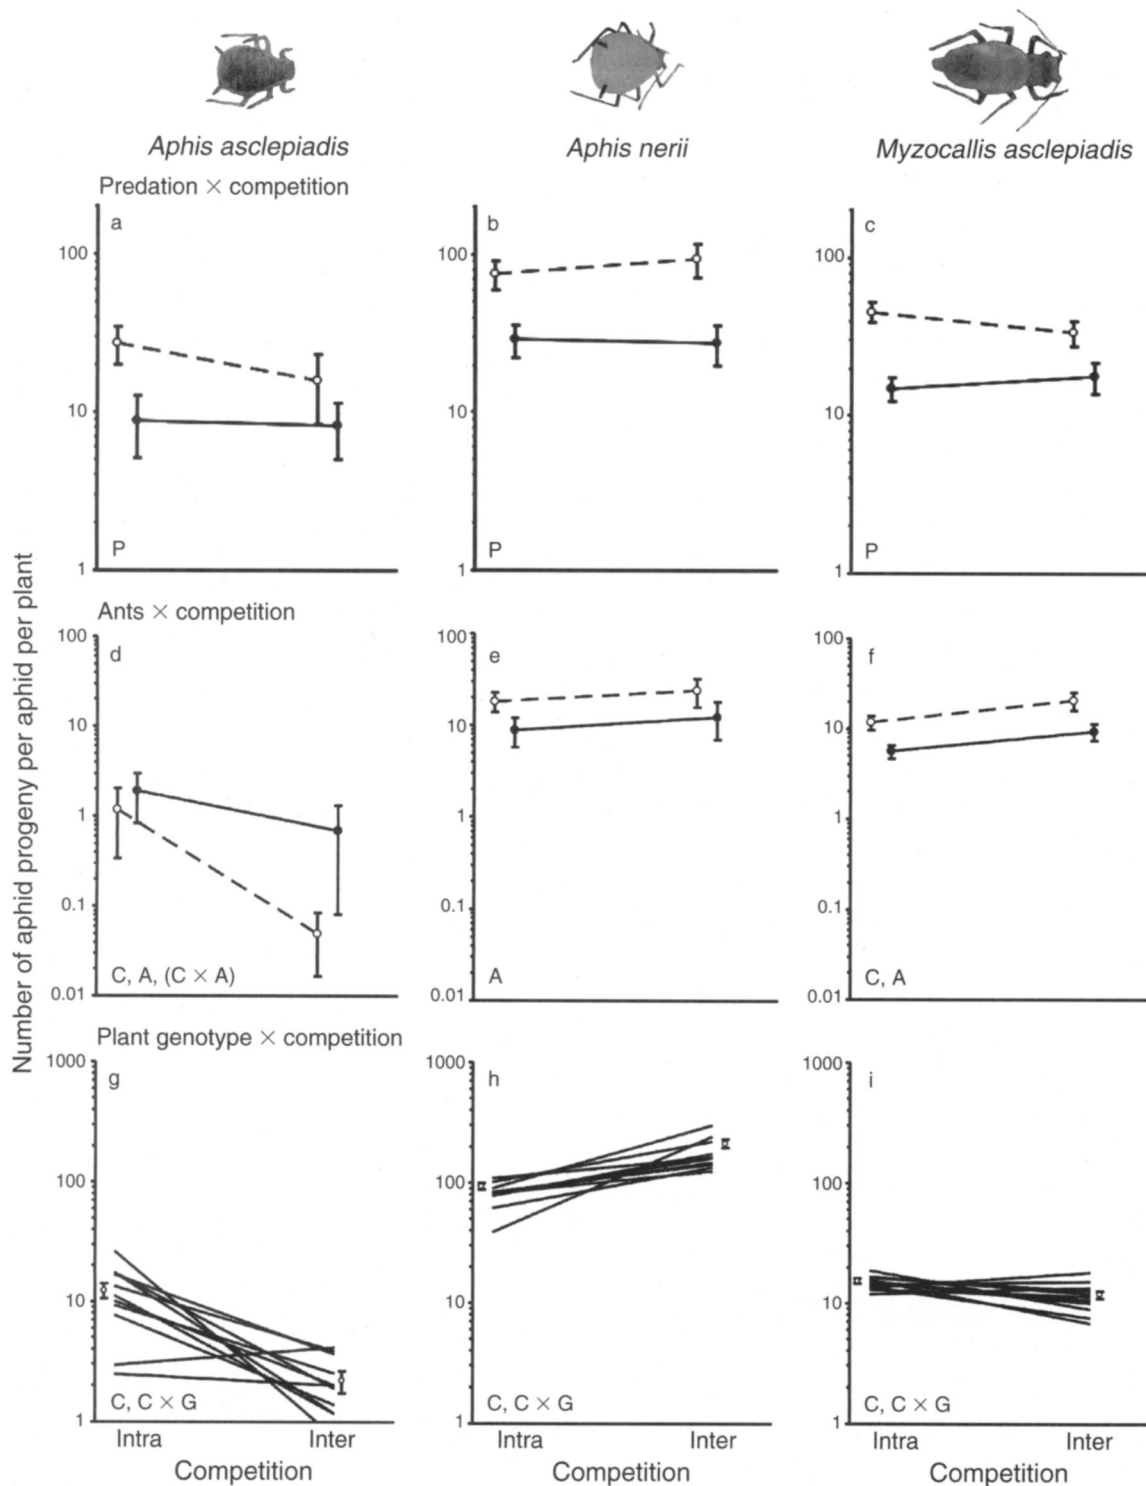 Aphis asclepiadis
Aphis nerii
Myzocallis asclepiadis
Number of aphid progeny per aphid per plant
Predation × competition
a
100
10
1
P
b
100
10
1
P
c
100
10
1
P
Ants × competition
d
100
10
1
0.1
0.01
C, A, (C × A)
e
100
10
1
0.1
0.01
A
f
100
10
1
0.1
0.01
C, A
Plant genotype × competition
g
1000
100
10
1
C, C × G
Intra Inter
Competition
h
1000
100
10
1
C, C × G
Intra Inter
Competition
i
1000
100
10
1
C, C × G
Intra Inter
Competition